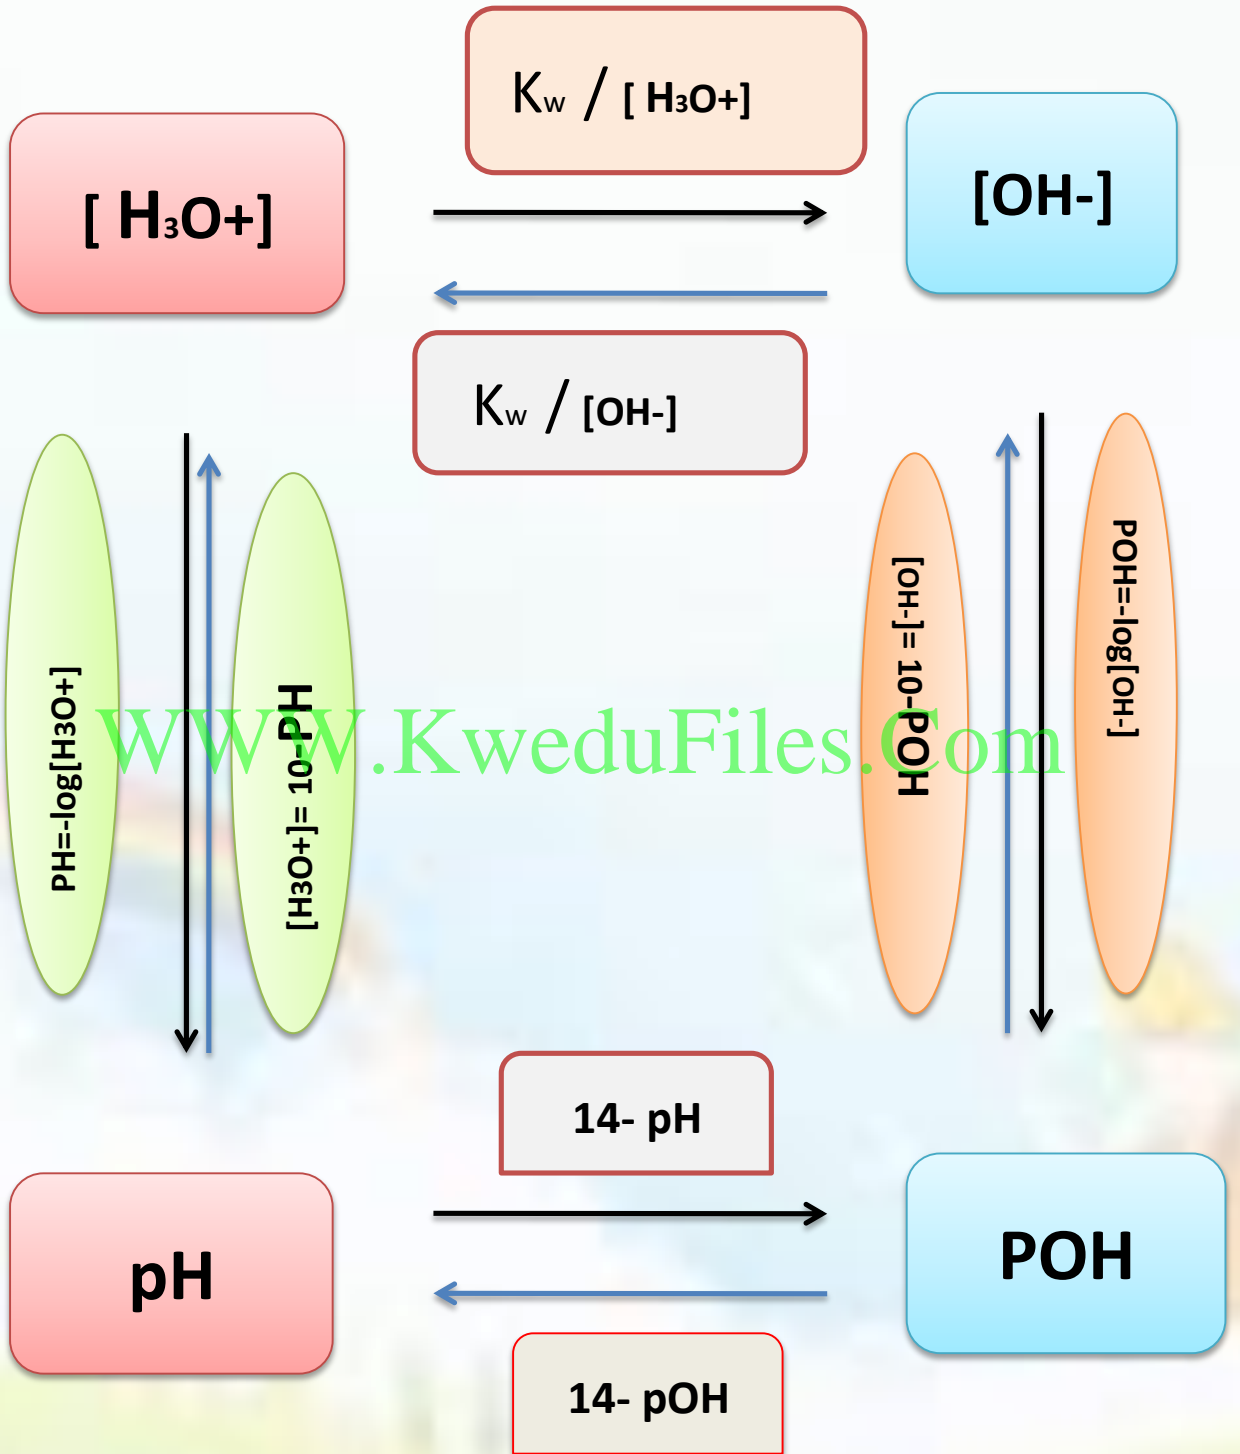 Kw / [ H3O+]
[ H3O+]
[OH-]
Kw / [OH-]
PH=-log[H3O+]
[H3O+]= 10-PH
[OH-]= 10-POH
POH=-log[OH-]
WWW.KweduFiles.Com
14- pH
pH
POH
14- pOH